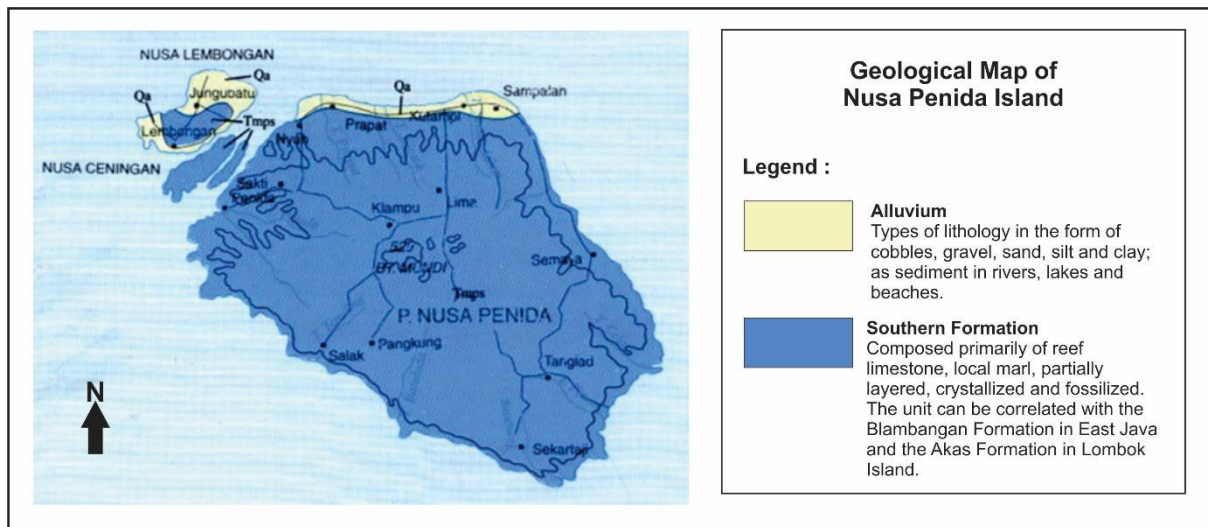 NUSA LEMBONGAN
Qa
Jungubatu
Qa
Tmps
Lembangan
NUSA CENINGAN
Qa
Sampalan
Kutampi
Prapat
Nyuh
Sakti
Penida
Klampu
Lima
529
BT. MUNDI
Semaya
Tmps
P. NUSA PENIDA
Salak
Pangkung
Tanglad
Sekartaji
N
Geological Map of
Nusa Penida Island
Legend :
Alluvium
Types of lithology in the form of
cobbles, gravel, sand, silt and clay;
as sediment in rivers, lakes and
beaches.
Southern Formation
Composed primarily of reef
limestone, local marl, partially
layered, crystallized and fossilized.
The unit can be correlated with the
Blambangan Formation in East Java
and the Akas Formation in Lombok
Island.